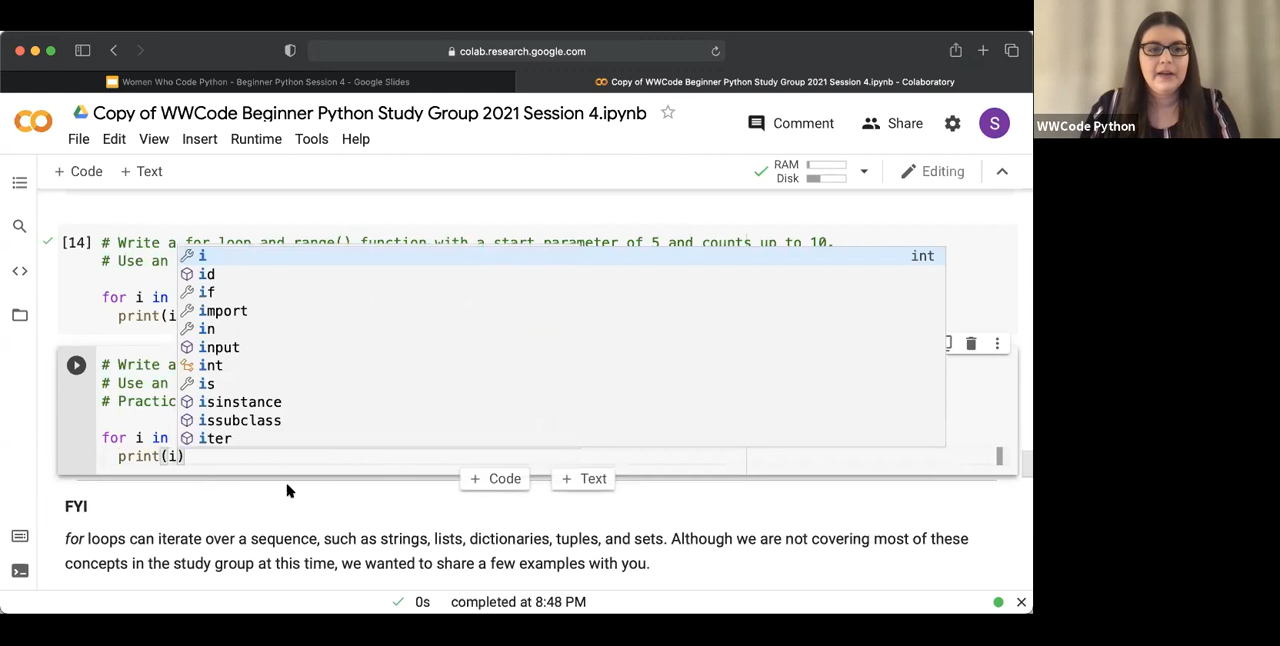 colab.research.google.com
Women Who Code Python - Beginner Python Session 4 - Google Slides
Copy of WWCode Beginner Python Study Group 2021 Session 4.ipynb - Colaboratory
WWCode Python
Copy of WWCode Beginner Python Study Group 2021 Session 4.ipynb
Comment
Share
S
File Edit View Insert Runtime Tools Help
+ Code + Text
RAM
Disk
Editing
[14] # Write a for loop and range() function with a start parameter of 5 and counts up to 10.
# Use an
for i in
print(i
i int
id
if
import
in
input
int
is
isinstance
issubclass
iter
# Write a
# Use an
# Practic
for i in
print(i)
+ Code + Text
FYI
for loops can iterate over a sequence, such as strings, lists, dictionaries, tuples, and sets. Although we are not covering most of these
concepts in the study group at this time, we wanted to share a few examples with you.
0s completed at 8:48 PM